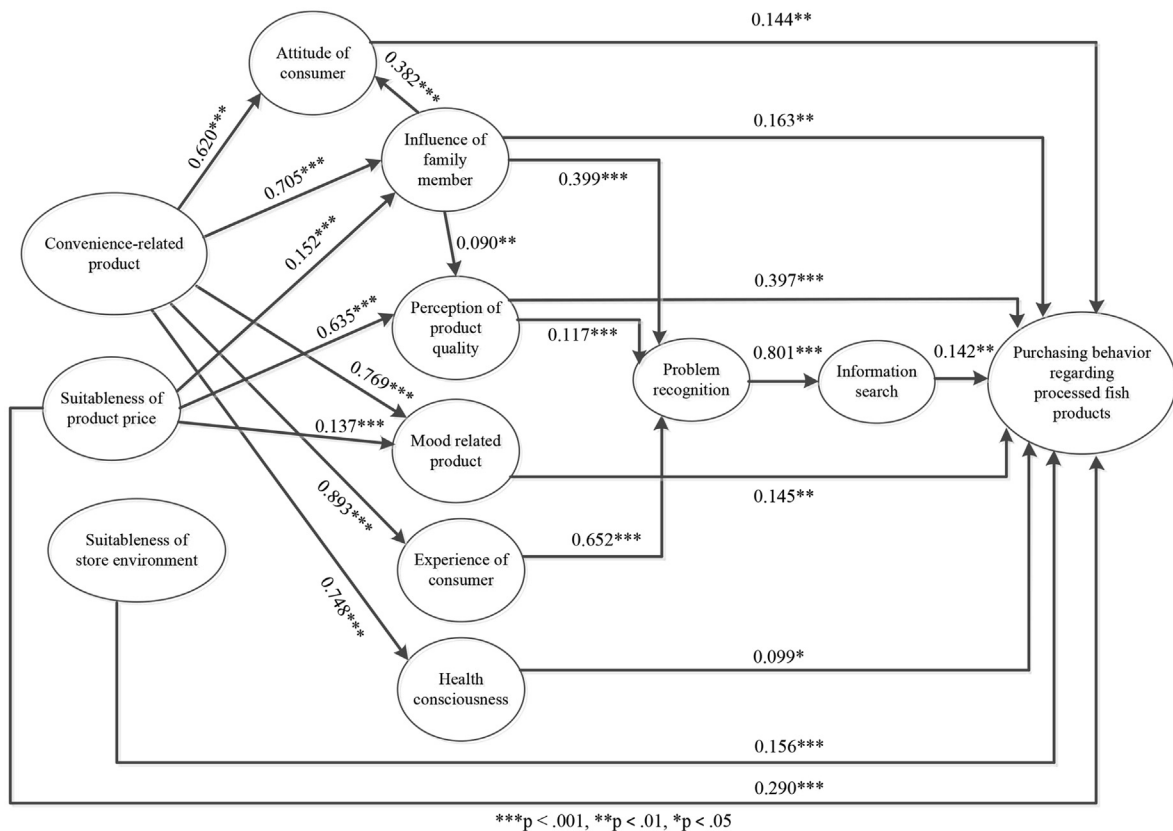 0.144**
Attitude of
consumer
0.382***
0.620***
Influence of
family
member
0.163**
0.399***
0.705***
Convenience-related
product
0.152***
0.090**
Perception of
product
quality
0.397***
0.117***
0.635***
Suitableness of
product price
Problem
recognition
0.801***
Information
search
0.142**
Purchasing behavior
regarding
processed fish
products
0.769***
0.137***
Mood related
product
0.145**
0.893***
Suitableness of
store environment
Experience of
consumer
0.652***
0.748***
Health
consciousness
0.099*
0.156***
0.290***
***p < .001, **p < .01, *p < .05